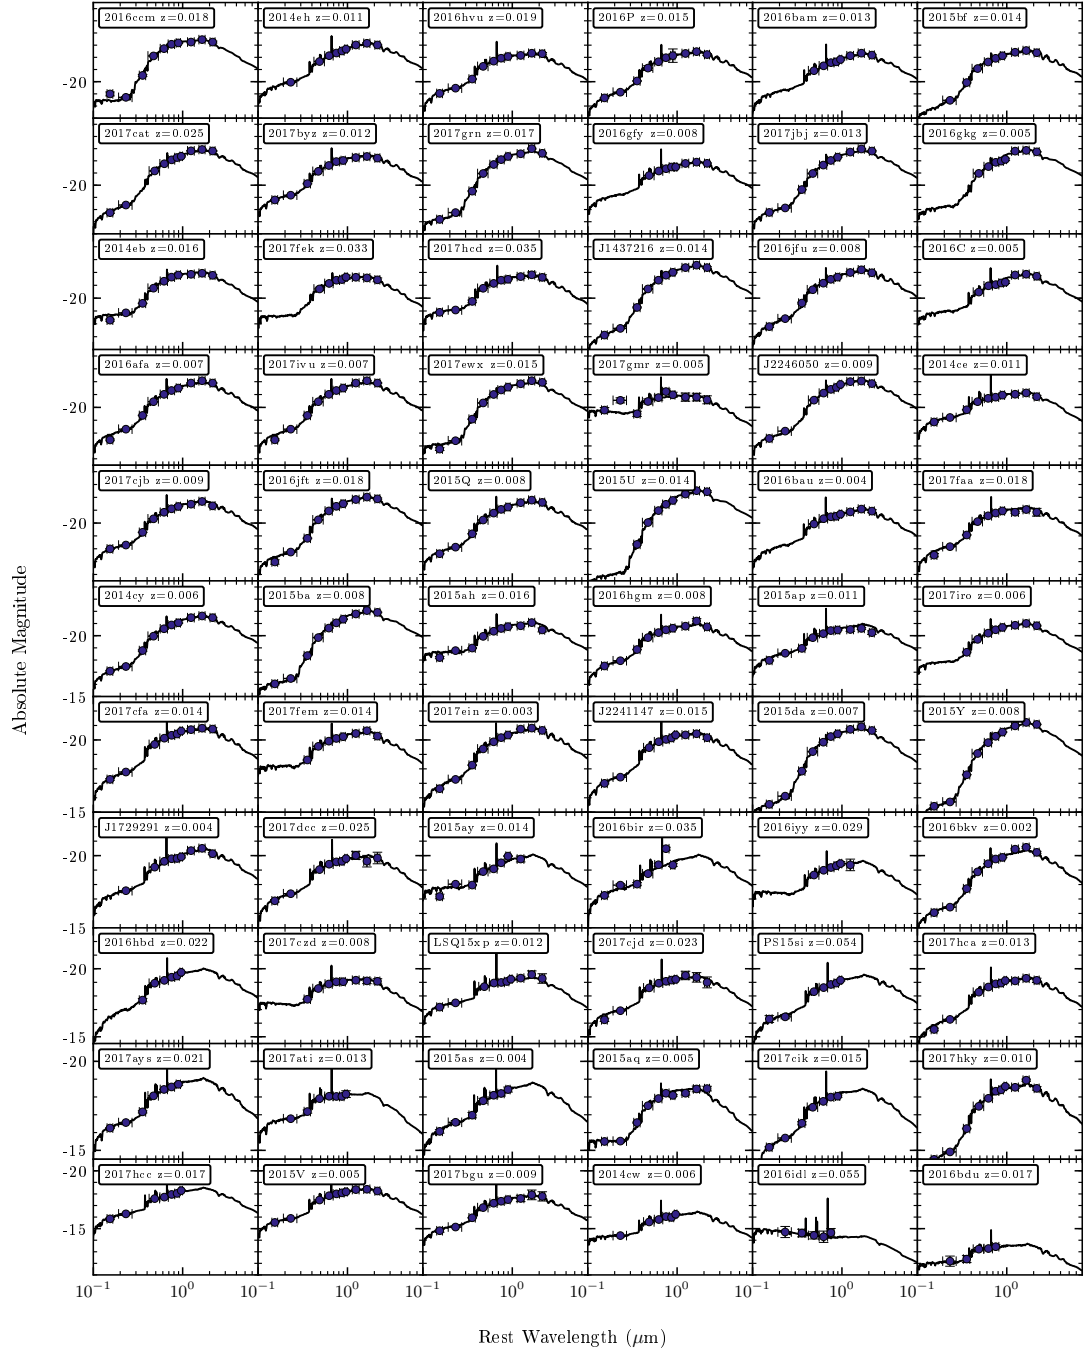 2016ccm z=0.018 2014eh z=0.011 2016hvu z=0.019 2016P z=0.015 2016bam z=0.013 2015bf z=0.014
-20
2017cat z=0.025 2017byz z=0.012 2017grn z=0.017 2016gfy z=0.008 2017jbj z=0.013 2016gkg z=0.005
-20
2014eb z=0.016 2017fek z=0.033 2017hcd z=0.035 J1437216 z=0.014 2016jfu z=0.008 2016C z=0.005
-20
2016afa z=0.007 2017ivu z=0.007 2017ewx z=0.015 2017gmr z=0.005 J2246050 z=0.009 2014ce z=0.011
-20
2017cjb z=0.009 2016jft z=0.018 2015Q z=0.008 2015U z=0.014 2016bau z=0.004 2017faa z=0.018
-20
2014cy z=0.006 2015ba z=0.008 2015ah z=0.016 2016hgm z=0.008 2015ap z=0.011 2017iro z=0.006
-20
-15
2017cfa z=0.014 2017fem z=0.014 2017ein z=0.003 J2241147 z=0.015 2015da z=0.007 2015Y z=0.008
-20
-15
J1729291 z=0.004 2017dcc z=0.025 2015ay z=0.014 2016bir z=0.035 2016iyy z=0.029 2016bkv z=0.002
-20
-15
2016hbd z=0.022 2017czd z=0.008 LSQ15xp z=0.012 2017cjd z=0.023 PS15si z=0.054 2017hca z=0.013
-20
-15
2017ays z=0.021 2017ati z=0.013 2015as z=0.004 2015aq z=0.005 2017cik z=0.015 2017hky z=0.010
-20
-15
2017hcc z=0.017 2015V z=0.005 2017bgu z=0.009 2014cw z=0.006 2016idl z=0.055 2016bdu z=0.017
-20
-15
10⁻¹ 10⁰ 10⁻¹ 10⁰ 10⁻¹ 10⁰ 10⁻¹ 10⁰ 10⁻¹ 10⁰ 10⁻¹ 10⁰
Rest Wavelength (μm)
Absolute Magnitude